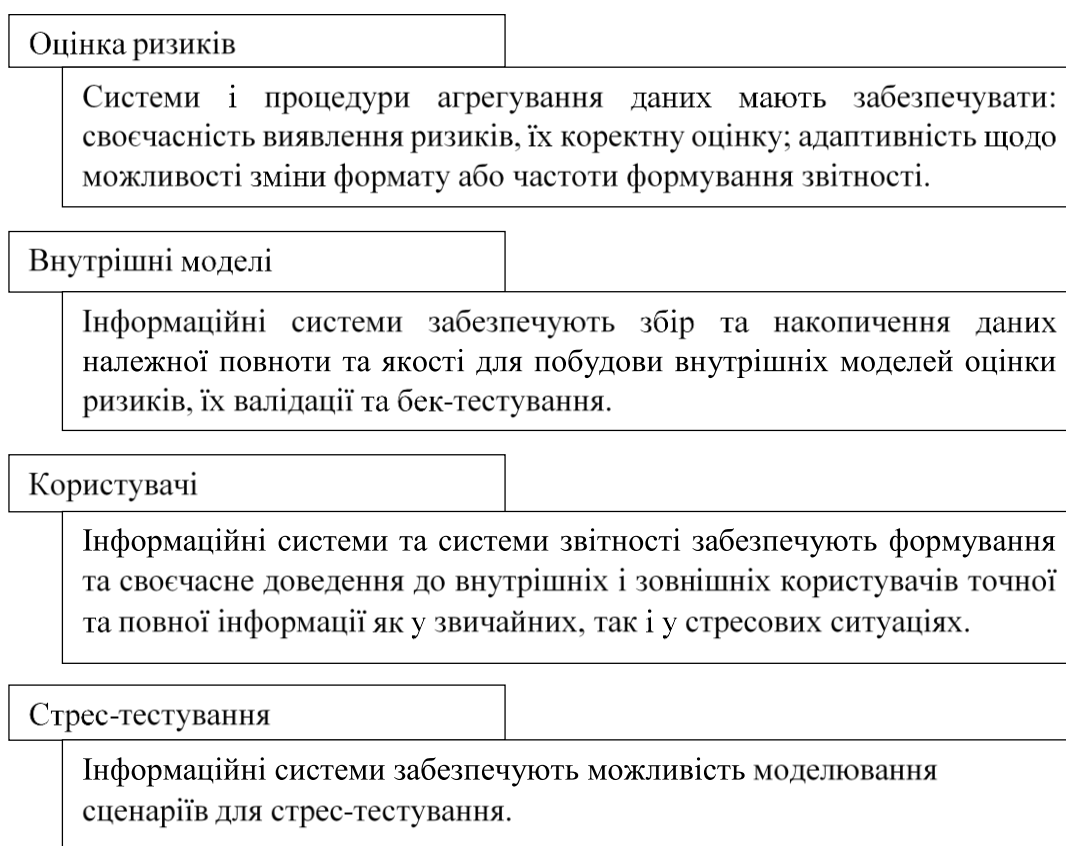 Оцінка ризиків
Системи і процедури агрегування даних мають забезпечувати:
своєчасність виявлення ризиків, їх коректну оцінку; адаптивність щодо
можливості зміни формату або частоти формування звітності.
Внутрішні моделі
Інформаційні системи забезпечують збір та накопичення даних
належної повноти та якості для побудови внутрішніх моделей оцінки
ризиків, їх валідації та бек-тестування.
Користувачі
Інформаційні системи та системи звітності забезпечують формування
та своєчасне доведення до внутрішніх і зовнішніх користувачів точної
та повної інформації як у звичайних, так і у стресових ситуаціях.
Стрес-тестування
Інформаційні системи забезпечують можливість моделювання
сценаріїв для стрес-тестування.